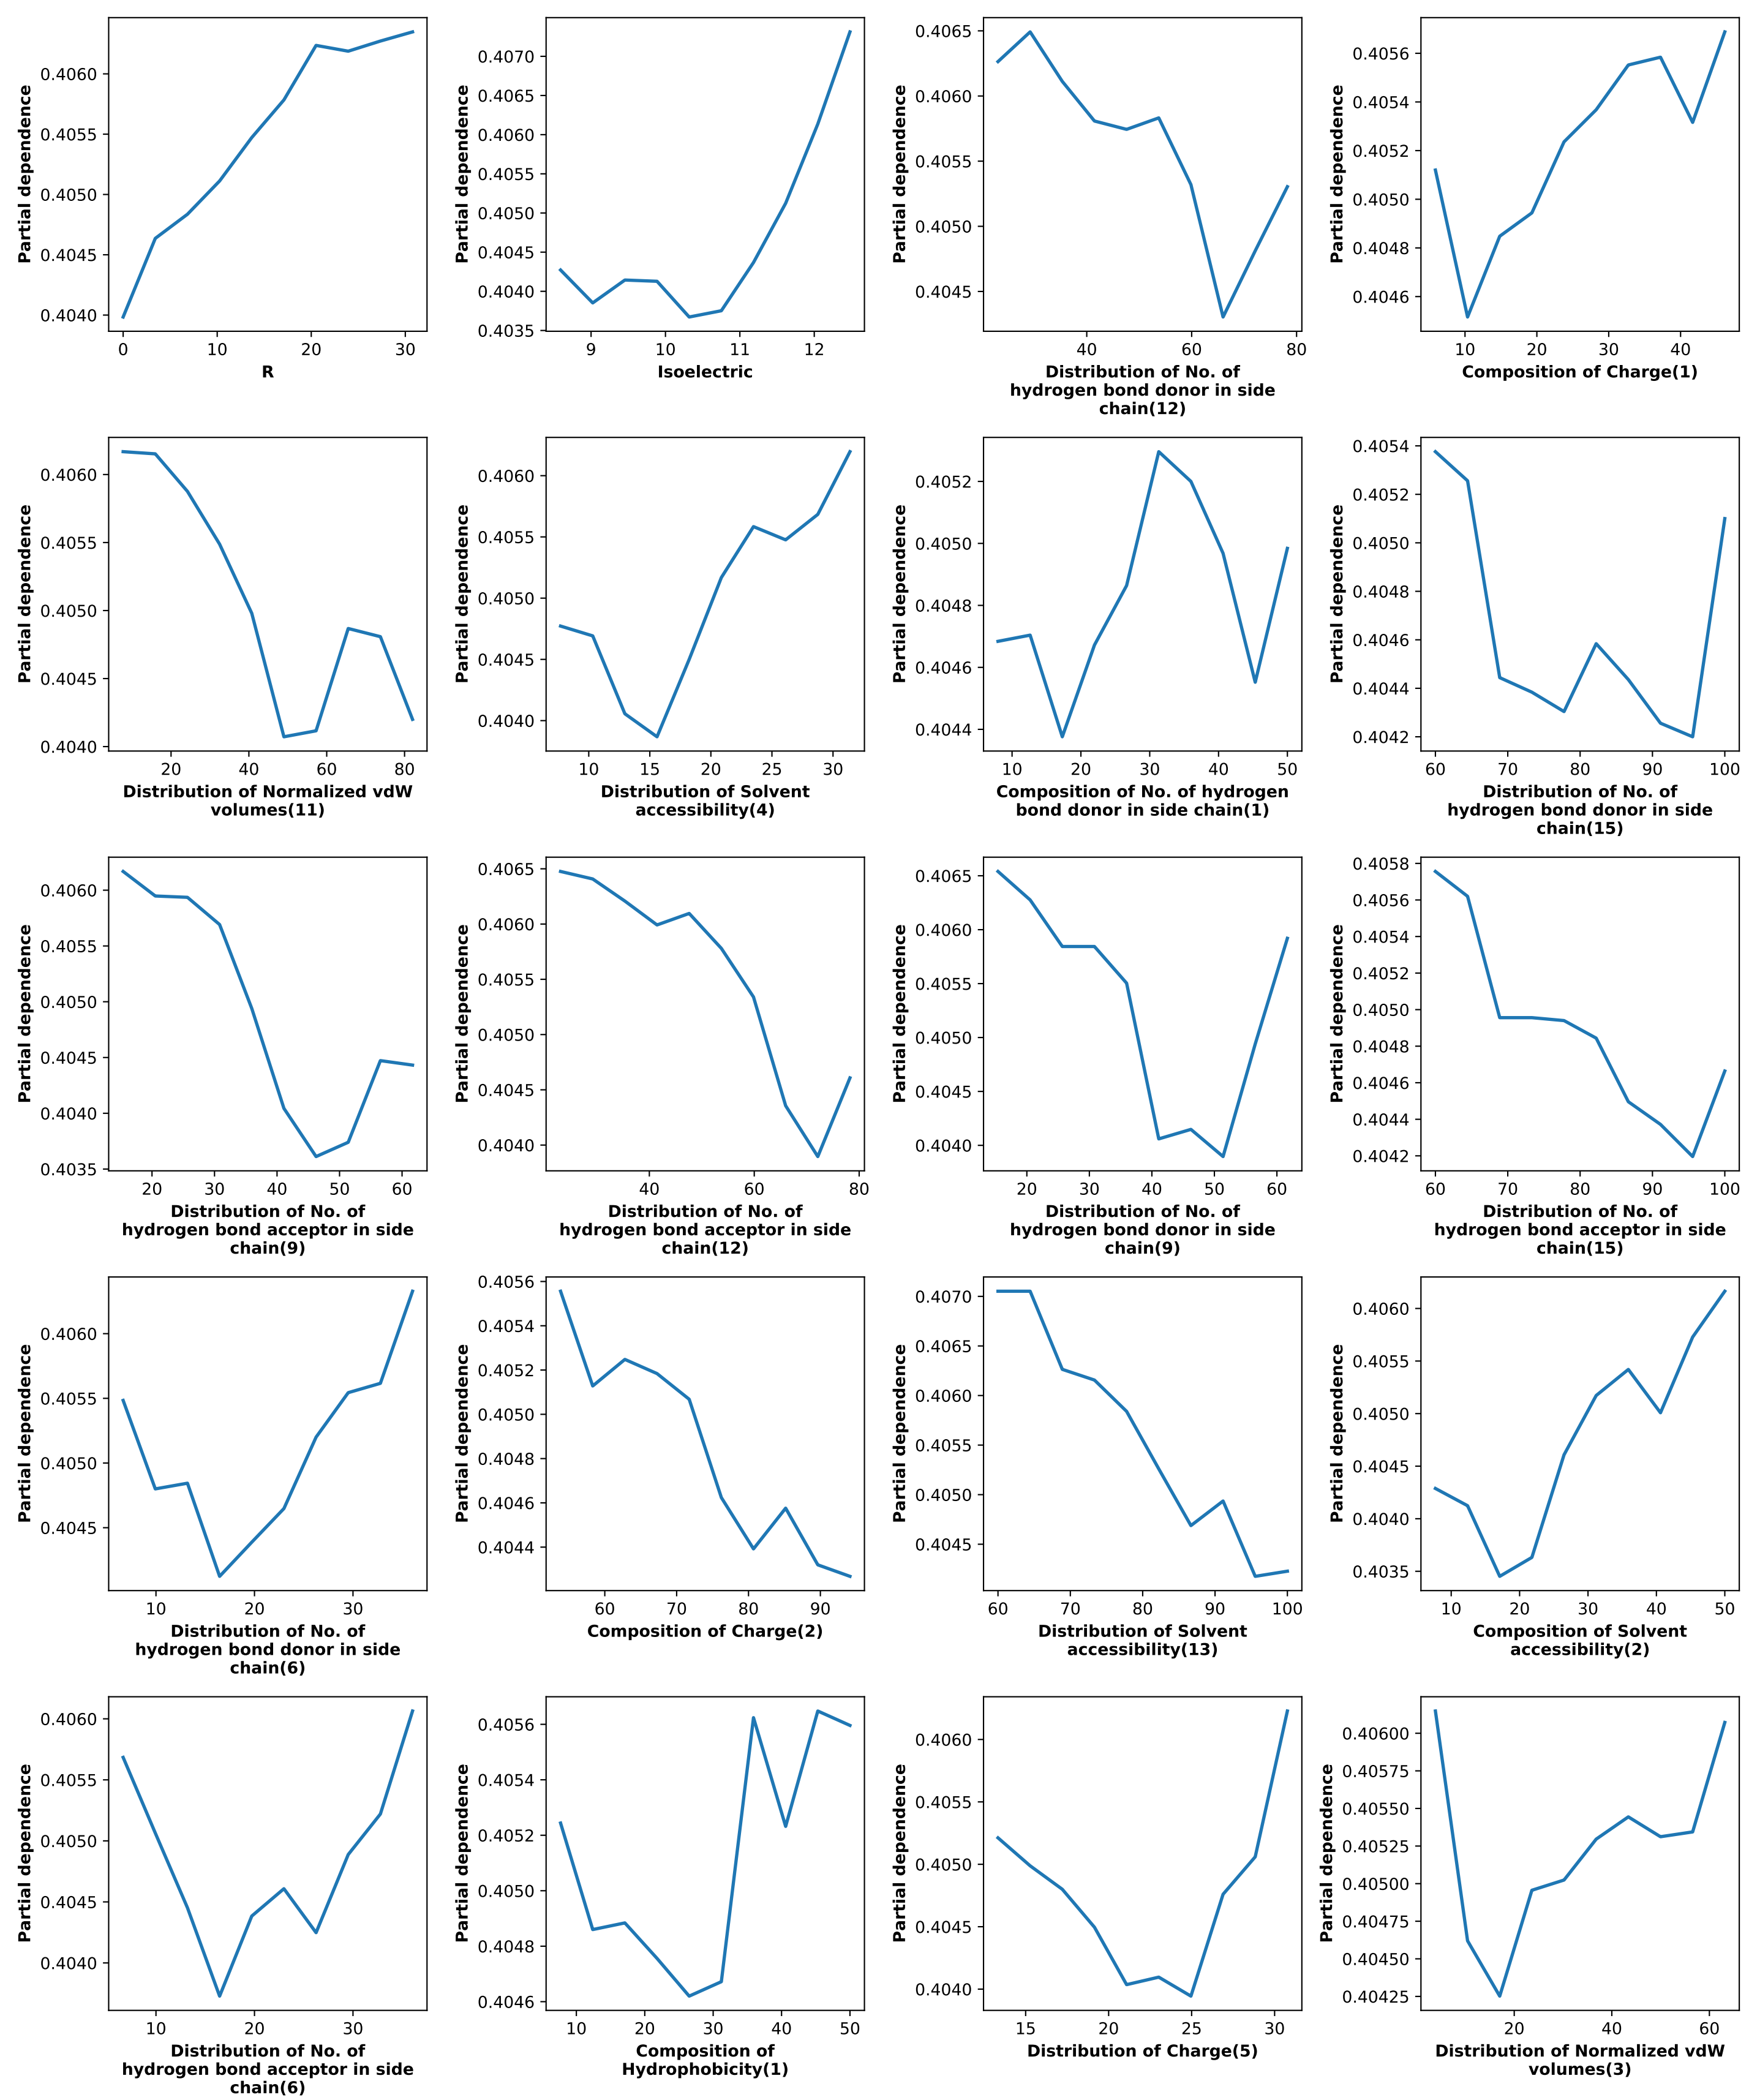 Partial dependence
0.4060
0.4055
0.4050
0.4045
0.4040
0 10 20 30
R
Partial dependence
0.4070
0.4065
0.4060
0.4055
0.4050
0.4045
0.4040
0.4035
9 10 11 12
Isoelectric
Partial dependence
0.4065
0.4060
0.4055
0.4050
0.4045
40 60 80
Distribution of No. of
hydrogen bond donor in side
chain(12)
Partial dependence
0.4056
0.4054
0.4052
0.4050
0.4048
0.4046
10 20 30 40
Composition of Charge(1)
Partial dependence
0.4060
0.4055
0.4050
0.4045
0.4040
20 40 60 80
Distribution of Normalized vdW
volumes(11)
Partial dependence
0.4060
0.4055
0.4050
0.4045
0.4040
10 15 20 25 30
Distribution of Solvent
accessibility(4)
Partial dependence
0.4052
0.4050
0.4048
0.4046
0.4044
10 20 30 40 50
Composition of No. of hydrogen
bond donor in side chain(1)
Partial dependence
0.4054
0.4052
0.4050
0.4048
0.4046
0.4044
0.4042
60 70 80 90 100
Distribution of No. of
hydrogen bond donor in side
chain(15)
Partial dependence
0.4060
0.4055
0.4050
0.4045
0.4040
0.4035
20 30 40 50 60
Distribution of No. of
hydrogen bond acceptor in side
chain(9)
Partial dependence
0.4065
0.4060
0.4055
0.4050
0.4045
0.4040
40 60 80
Distribution of No. of
hydrogen bond acceptor in side
chain(12)
Partial dependence
0.4065
0.4060
0.4055
0.4050
0.4045
0.4040
20 30 40 50 60
Distribution of No. of
hydrogen bond donor in side
chain(9)
Partial dependence
0.4058
0.4056
0.4054
0.4052
0.4050
0.4048
0.4046
0.4044
0.4042
60 70 80 90 100
Distribution of No. of
hydrogen bond acceptor in side
chain(15)
Partial dependence
0.4060
0.4055
0.4050
0.4045
10 20 30
Distribution of No. of
hydrogen bond donor in side
chain(6)
Partial dependence
0.4056
0.4054
0.4052
0.4050
0.4048
0.4046
0.4044
60 70 80 90
Composition of Charge(2)
Partial dependence
0.4070
0.4065
0.4060
0.4055
0.4050
0.4045
60 70 80 90 100
Distribution of Solvent
accessibility(13)
Partial dependence
0.4060
0.4055
0.4050
0.4045
0.4040
0.4035
10 20 30 40 50
Composition of Solvent
accessibility(2)
Partial dependence
0.4060
0.4055
0.4050
0.4045
0.4040
10 20 30
Distribution of No. of
hydrogen bond acceptor in side
chain(6)
Partial dependence
0.4056
0.4054
0.4052
0.4050
0.4048
0.4046
10 20 30 40 50
Composition of
Hydrophobicity(1)
Partial dependence
0.4060
0.4055
0.4050
0.4045
0.4040
15 20 25 30
Distribution of Charge(5)
Partial dependence
0.40600
0.40575
0.40550
0.40525
0.40500
0.40475
0.40450
0.40425
20 40 60
Distribution of Normalized vdW
volumes(3)